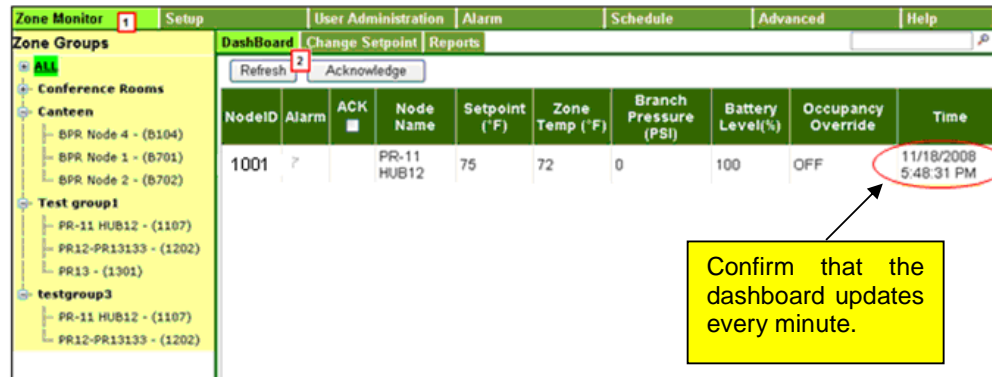 Zone Monitor 1 Setup User Administration Alarm Schedule Advanced Help
Zone Groups
ALL
Conference Rooms
Canteen
BPR Node 4 - (B104)
BPR Node 1 - (B701)
BPR Node 2 - (B702)
Test group1
PR-11 HUB12 - (1107)
PR12-PR13133 - (1202)
PR13 - (1301)
testgroup3
PR-11 HUB12 - (1107)
PR12-PR13133 - (1202)
DashBoard Change Setpoint Reports
Refresh 2 Acknowledge
NodeID Alarm ACK Node Name Setpoint (°F) Zone Temp (°F) Branch Pressure (PSI) Battery Level(%) Occupancy Override Time
1001 PR-11 HUB12 75 72 0 100 OFF 11/18/2008 5:48:31 PM
Confirm that the
dashboard updates
every minute.